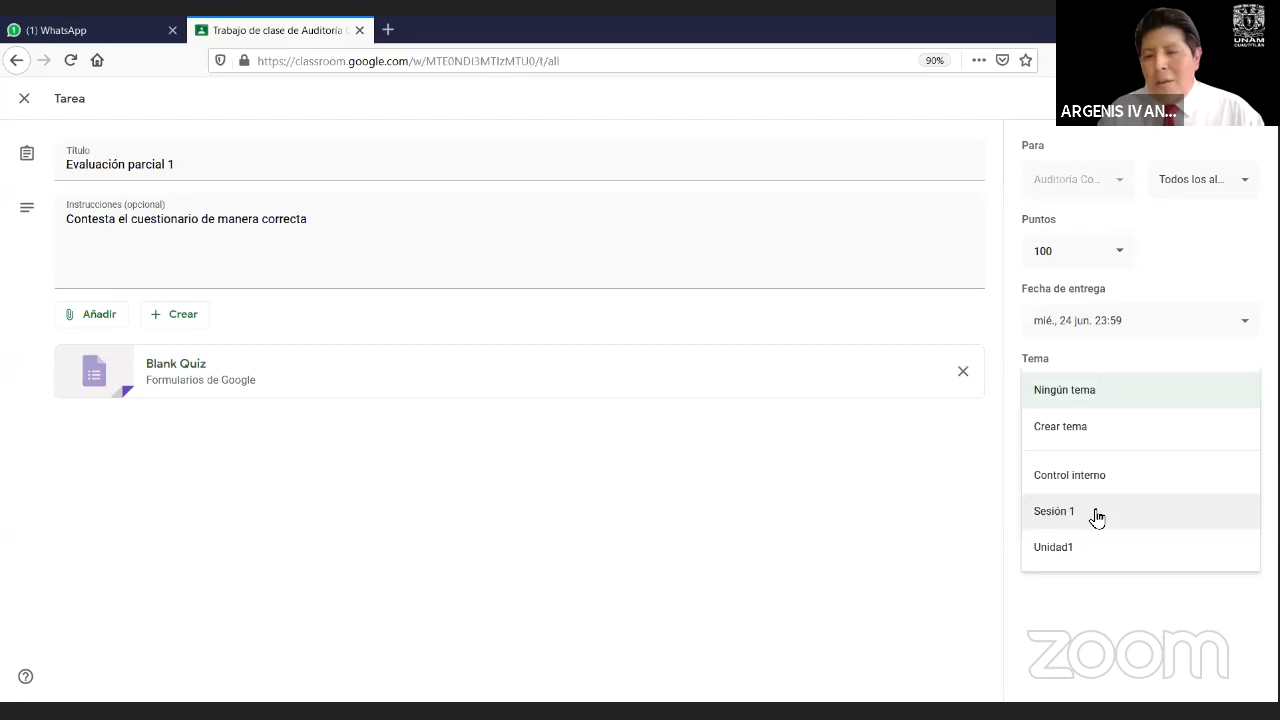 (1) WhatsApp
Trabajo de clase de Auditoría C
https://classroom.google.com/w/MTE0NDI3MTIzMTU0/t/all
90%
UNAM
CUAUTITLÁN
ARGENIS IVAN...
Tarea
Título
Evaluación parcial 1
Instrucciones (opcional)
Contesta el cuestionario de manera correcta
Añadir
Crear
Blank Quiz
Formularios de Google
Para
Auditoría Co...
Todos los al...
Puntos
100
Fecha de entrega
mié., 24 jun. 23:59
Tema
Ningún tema
Crear tema
Control interno
Sesión 1
Unidad1
zoom